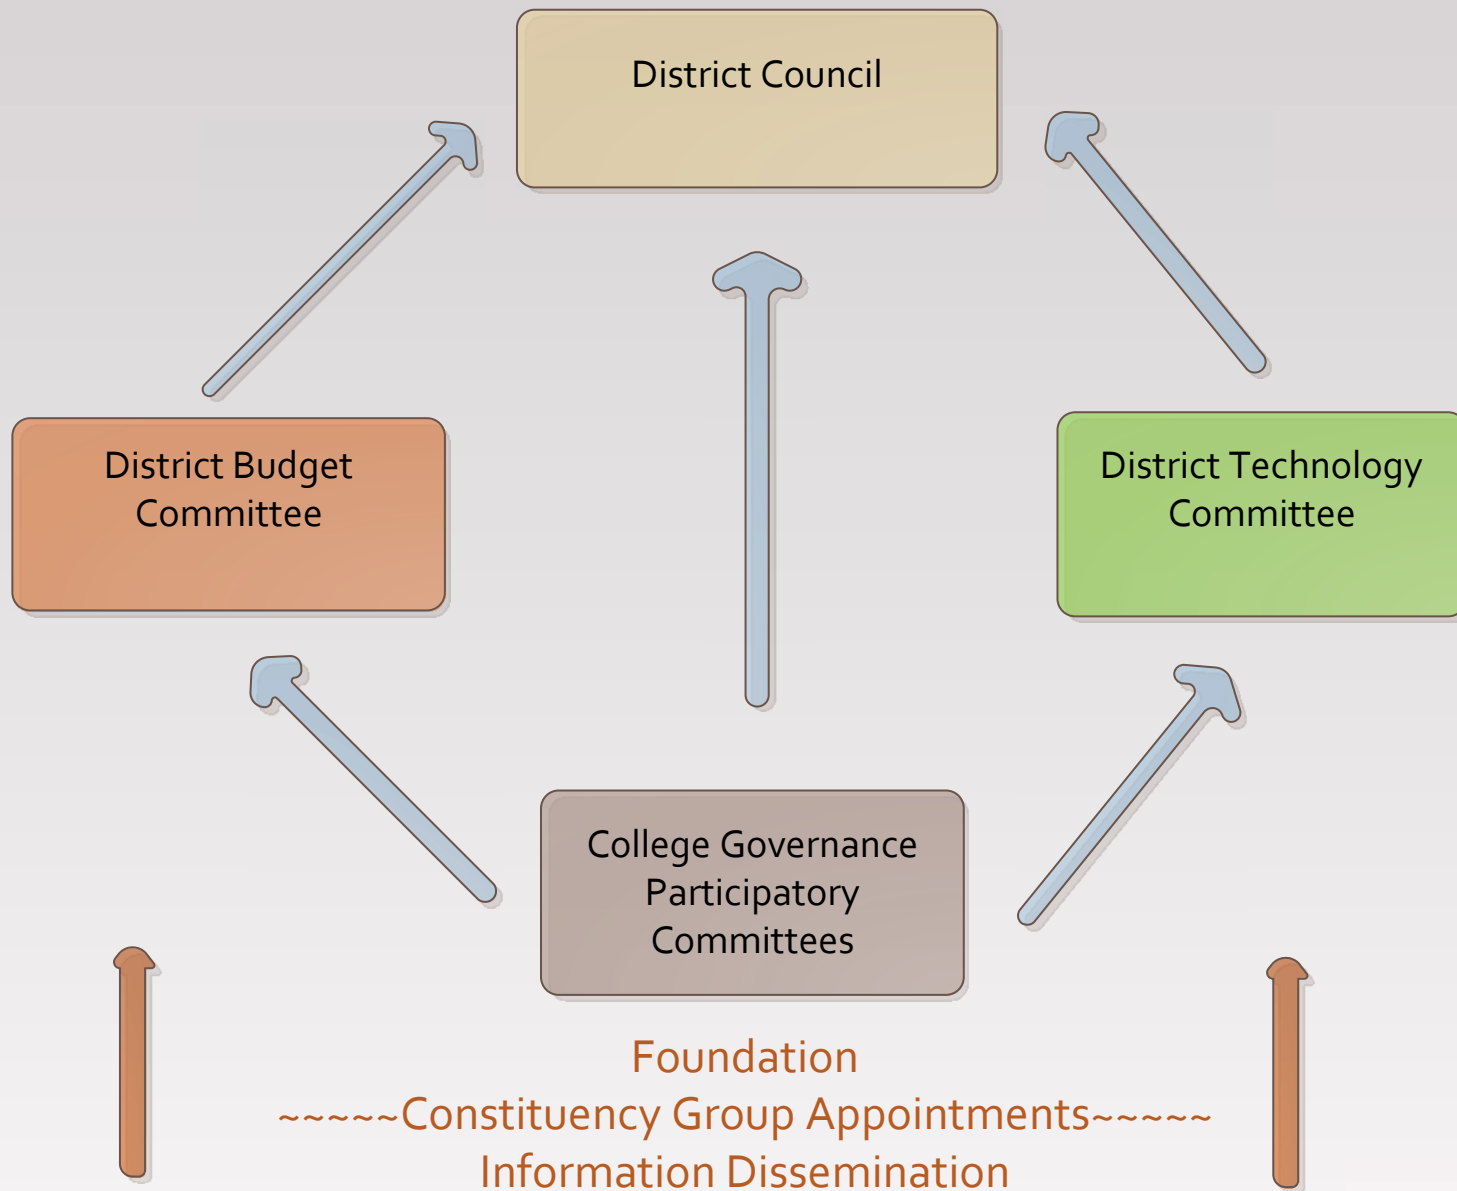 District Council
District Budget
Committee
District Technology
Committee
College Governance
Participatory
Committees
Foundation
~~~~~Constituency Group Appointments~~~~~
Information Dissemination